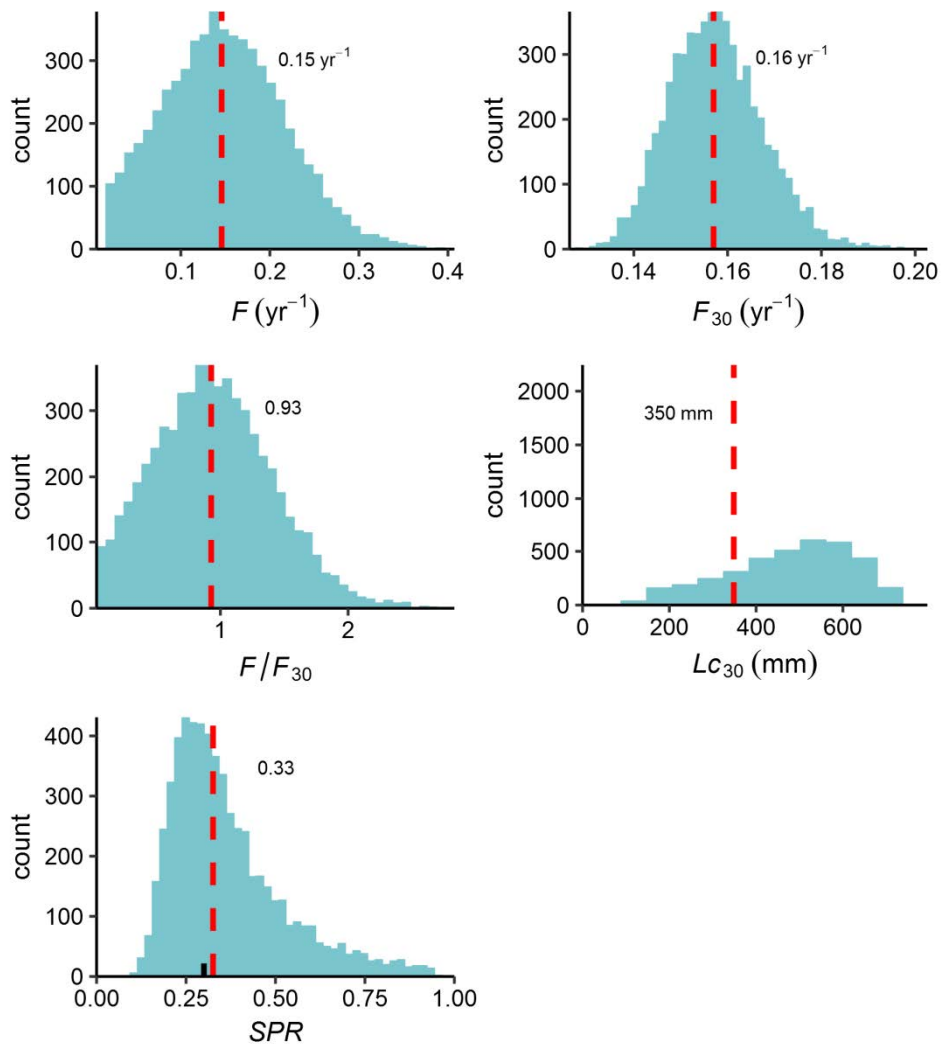 0.15 yr⁻¹
count
300
200
100
0
0.1 0.2 0.3 0.4
F (yr⁻¹)
0.16 yr⁻¹
count
300
200
100
0
0.14 0.16 0.18 0.20
F₃₀ (yr⁻¹)
0.93
count
300
200
100
0
1 2
F/F₃₀
350 mm
count
2000
1500
1000
500
0
0 200 400 600
Lc₃₀ (mm)
0.33
count
400
300
200
100
0
0.00 0.25 0.50 0.75 1.00
SPR